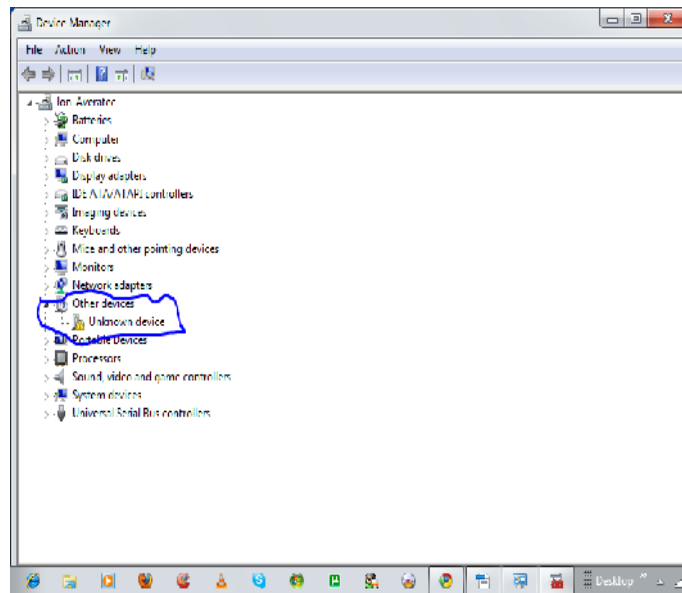 Device Manager
File Action View Help
Ion-Averatec
Batteries
Computer
Disk drives
Display adapters
IDE ATA/ATAPI controllers
Imaging devices
Keyboards
Mice and other pointing devices
Monitors
Network adapters
Other devices
Unknown device
Portable Devices
Processors
Sound, video and game controllers
System devices
Universal Serial Bus controllers
Desktop